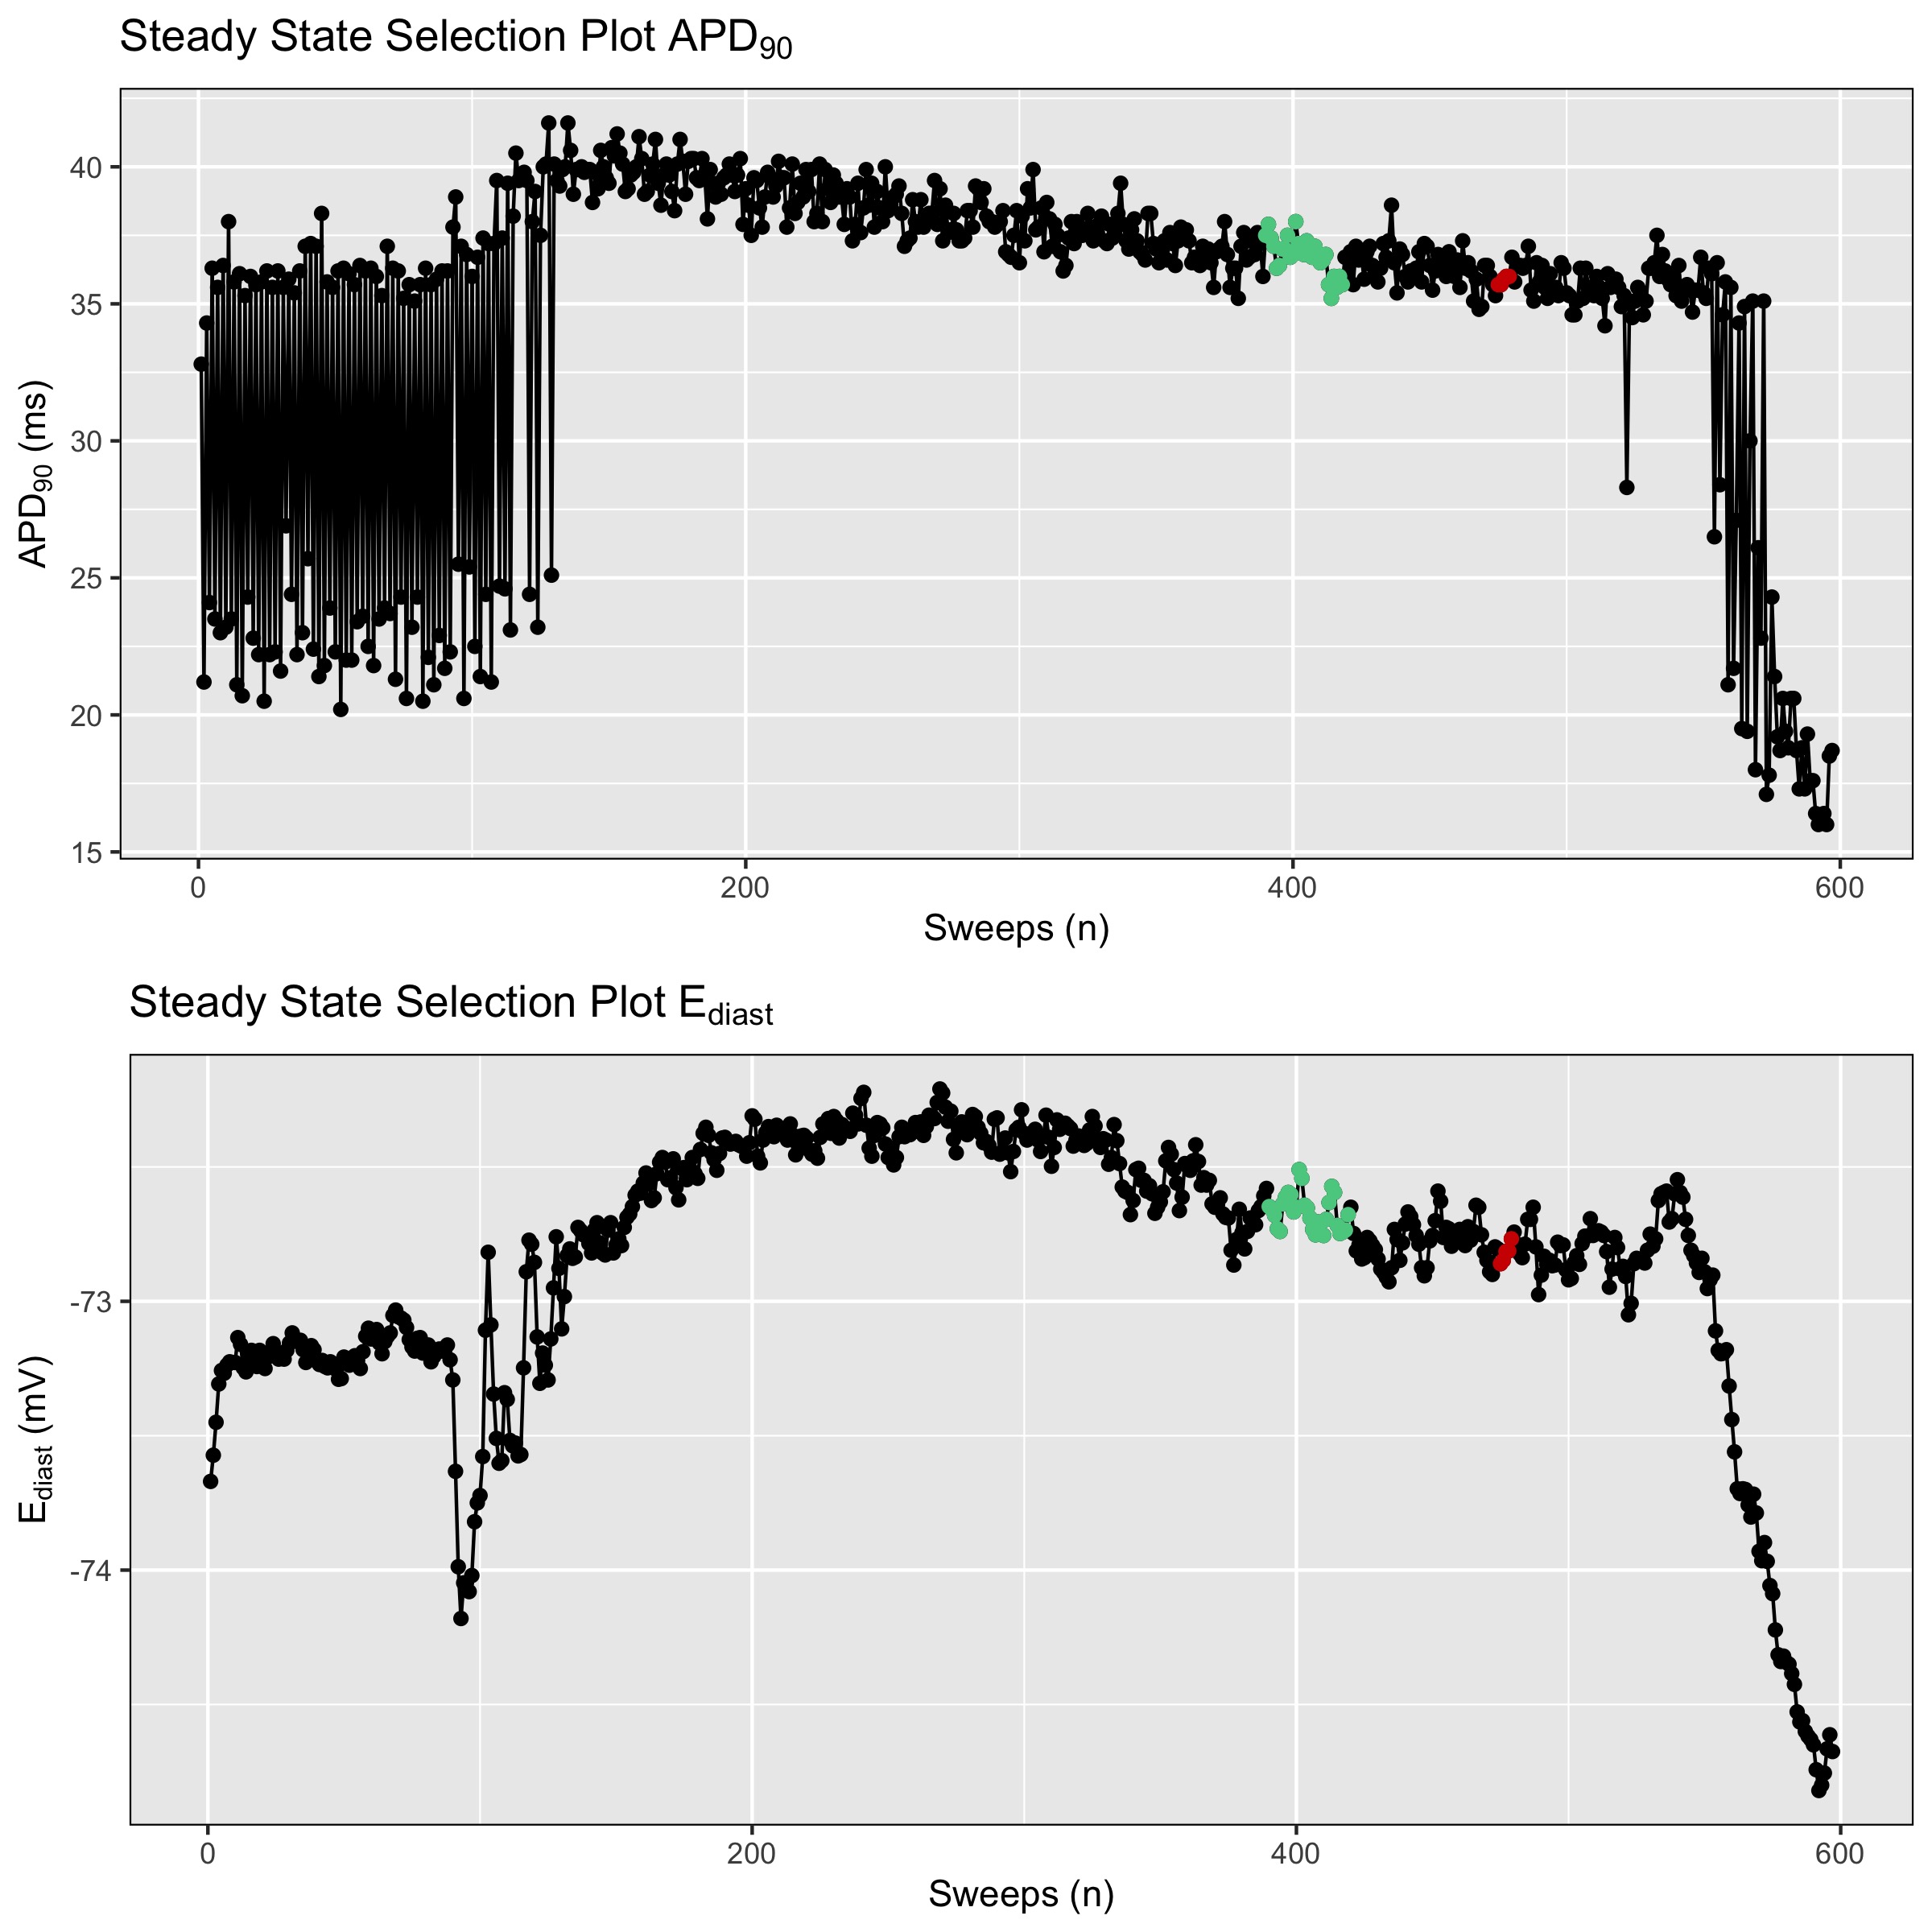 Steady State Selection Plot APD90
40
35
30
25
20
15
APD90 (ms)
0 200 400 600
Sweeps (n)
Steady State Selection Plot Ediast
-73
-74
Ediast (mV)
0 200 400 600
Sweeps (n)